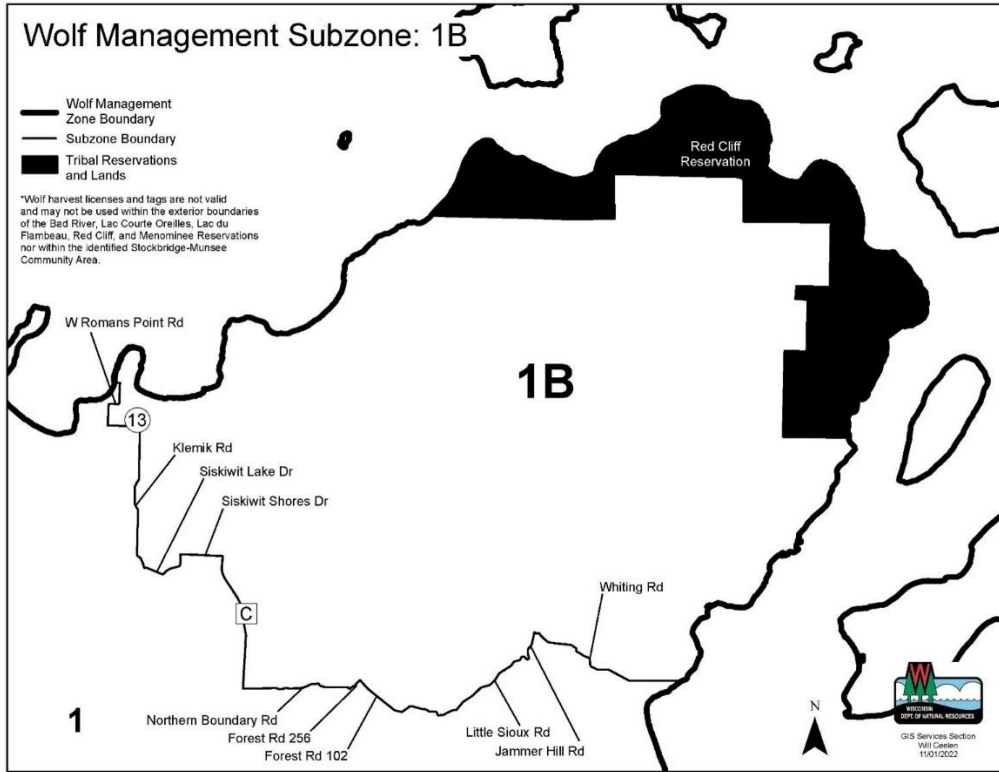 Wolf Management Subzone: 1B
Wolf Management
Zone Boundary
Subzone Boundary
Tribal Reservations
and Lands
*Wolf harvest licenses and tags are not valid
and may not be used within the exterior boundaries
of the Bad River, Lac Courte Oreilles, Lac du
Flambeau, Red Cliff, and Menominee Reservations
nor within the identified Stockbridge-Munsee
Community Area.
Red Cliff
Reservation
W Romans Point Rd
1B
13
Klemik Rd
Siskiwit Lake Dr
Siskiwit Shores Dr
Whiting Rd
C
Northern Boundary Rd
Forest Rd 256
Forest Rd 102
Little Sioux Rd
Jammer Hill Rd
1
N
W
WISCONSIN
DEPT. OF NATURAL RESOURCES
GIS Services Section
Will Ceelen
11/01/2022